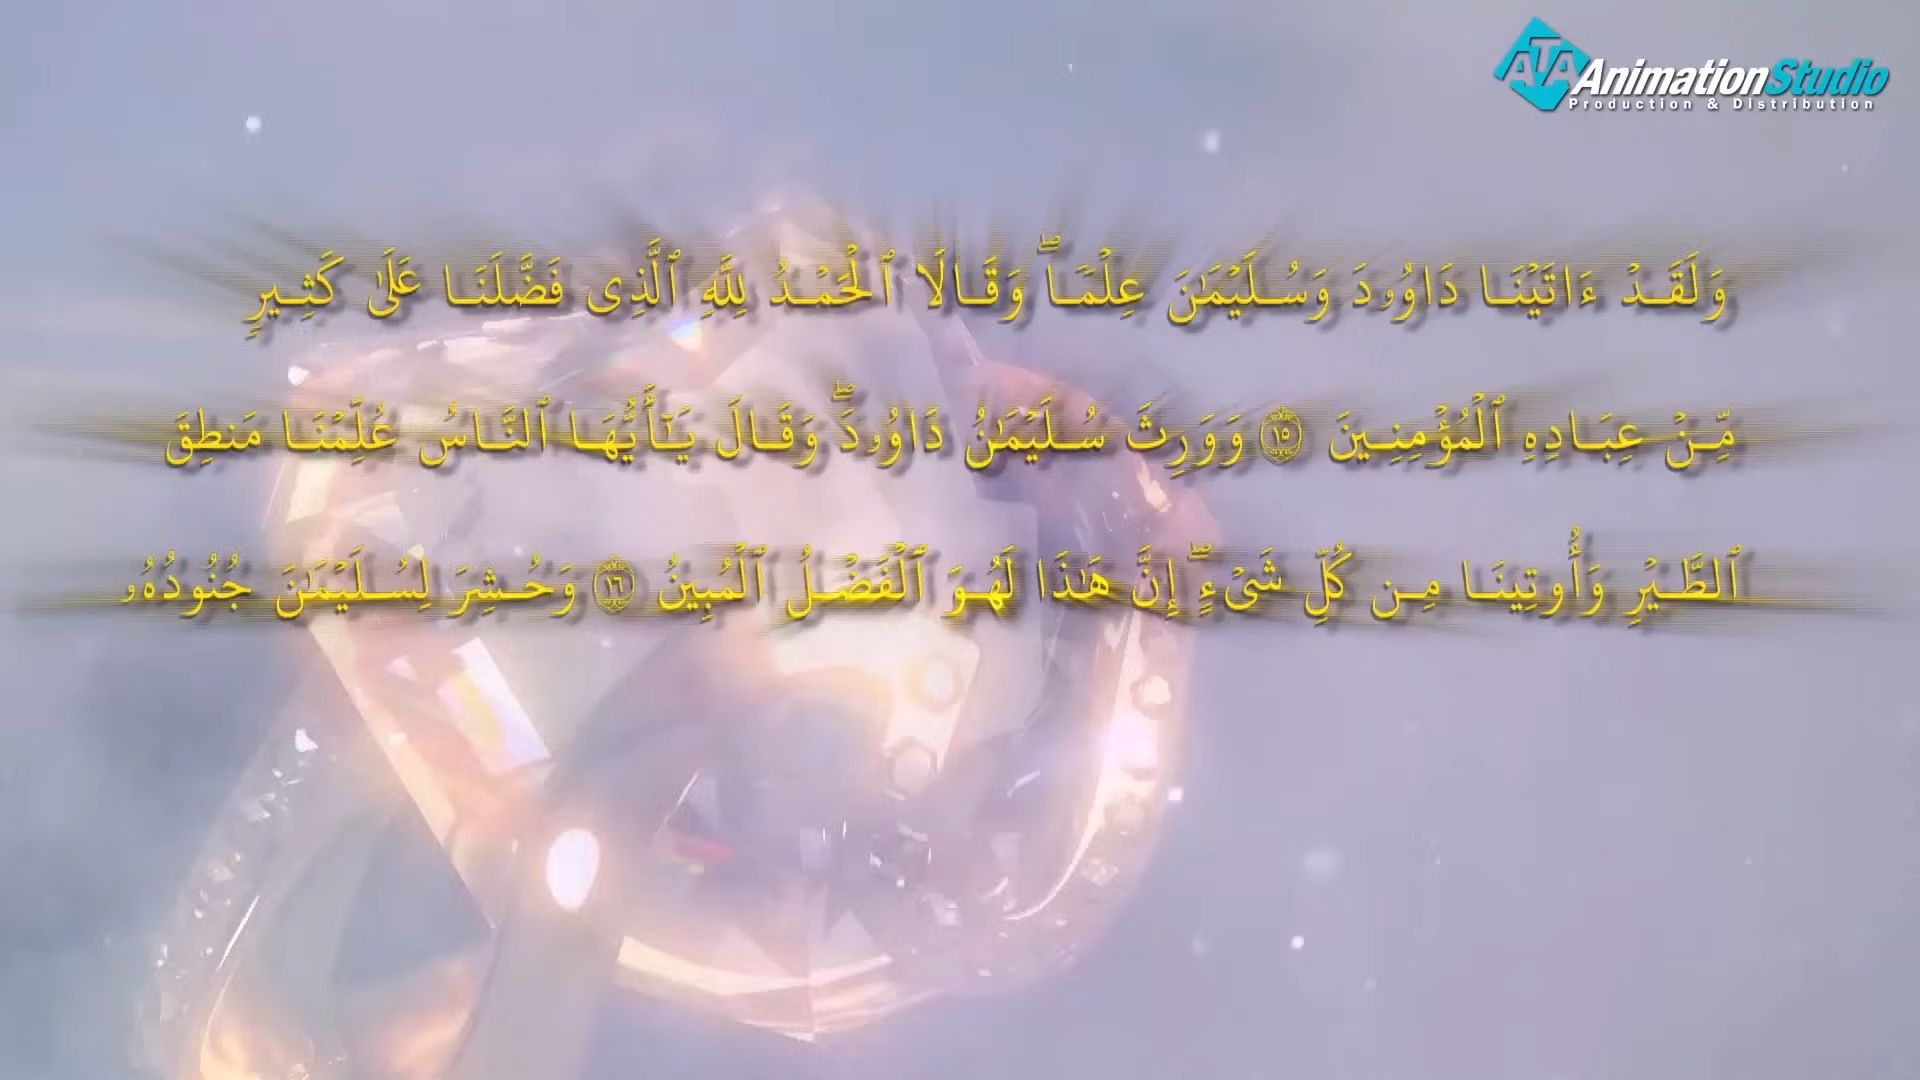 ATA AnimationStudio
Production & Distribution
وَلَقَدْ ءَاتَيْنَا دَاوُۥدَ وَسُلَيْمَٰنَ عِلْمًاۖ وَقَالَا ٱلْحَمْدُ لِلَّهِ ٱلَّذِى فَضَّلَنَا عَلَىٰ كَثِيرٍ
مِّنْ عِبَادِهِ ٱلْمُؤْمِنِينَ ١٥ وَوَرِثَ سُلَيْمَٰنُ دَاوُۥدَۖ وَقَالَ يَٰٓأَيُّهَا ٱلنَّاسُ عُلِّمْنَا مَنطِقَ
ٱلطَّيْرِ وَأُوتِينَا مِن كُلِّ شَىْءٍۖ إِنَّ هَٰذَا لَهُوَ ٱلْفَضْلُ ٱلْمُبِينُ ١٦ وَحُشِرَ لِسُلَيْمَٰنَ جُنُودُهُۥ